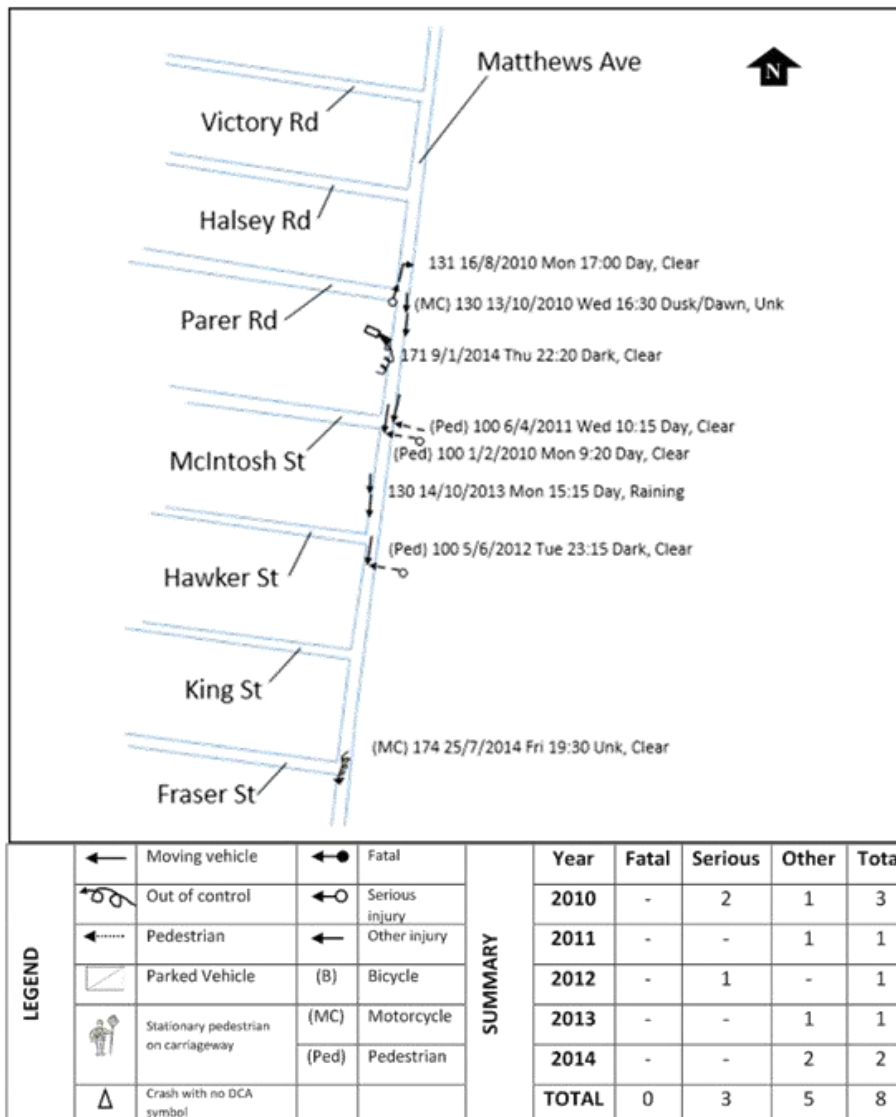 Matthews Ave
N
Victory Rd
Halsey Rd
131 16/8/2010 Mon 17:00 Day, Clear
(MC) 130 13/10/2010 Wed 16:30 Dusk/Dawn, Unk
Parer Rd
171 9/1/2014 Thu 22:20 Dark, Clear
(Ped) 100 6/4/2011 Wed 10:15 Day, Clear
(Ped) 100 1/2/2010 Mon 9:20 Day, Clear
McIntosh St
130 14/10/2013 Mon 15:15 Day, Raining
(Ped) 100 5/6/2012 Tue 23:15 Dark, Clear
Hawker St
King St
(MC) 174 25/7/2014 Fri 19:30 Unk, Clear
Fraser St
LEGEND
Moving vehicle Fatal
Out of control Serious
injury
Pedestrian Other injury
Parked Vehicle (B) Bicycle
Stationary pedestrian
on carriageway
(MC) Motorcycle
(Ped) Pedestrian
Crash with no DCA
symbol
SUMMARY
Year Fatal Serious Other Tota
2010 - 2 1 3
2011 - - 1 1
2012 - 1 - 1
2013 - - 1 1
2014 - - 2 2
TOTAL 0 3 5 8